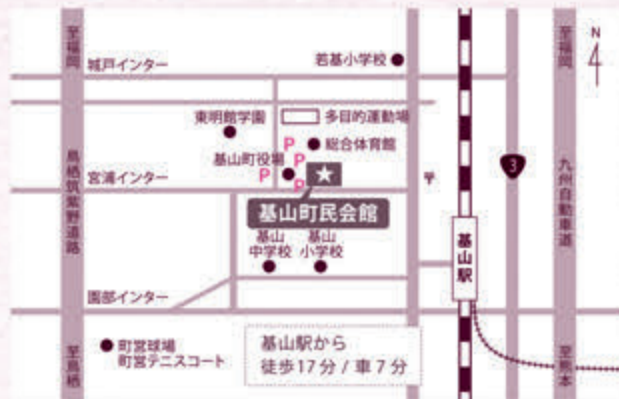 至福岡
城戸インター
若基小学校
至福岡
N
東明館学園
多目的運動場
P
総合体育館
基山町役場
P
P
P
宮浦インター
〒
3
鳥栖筑紫野道路
九州自動車道
基山町民会館
基山駅
基山
中学校
基山
小学校
園部インター
町営球場
町営テニスコート
基山駅から
徒歩17分 / 車7分
至鳥栖
至熊本